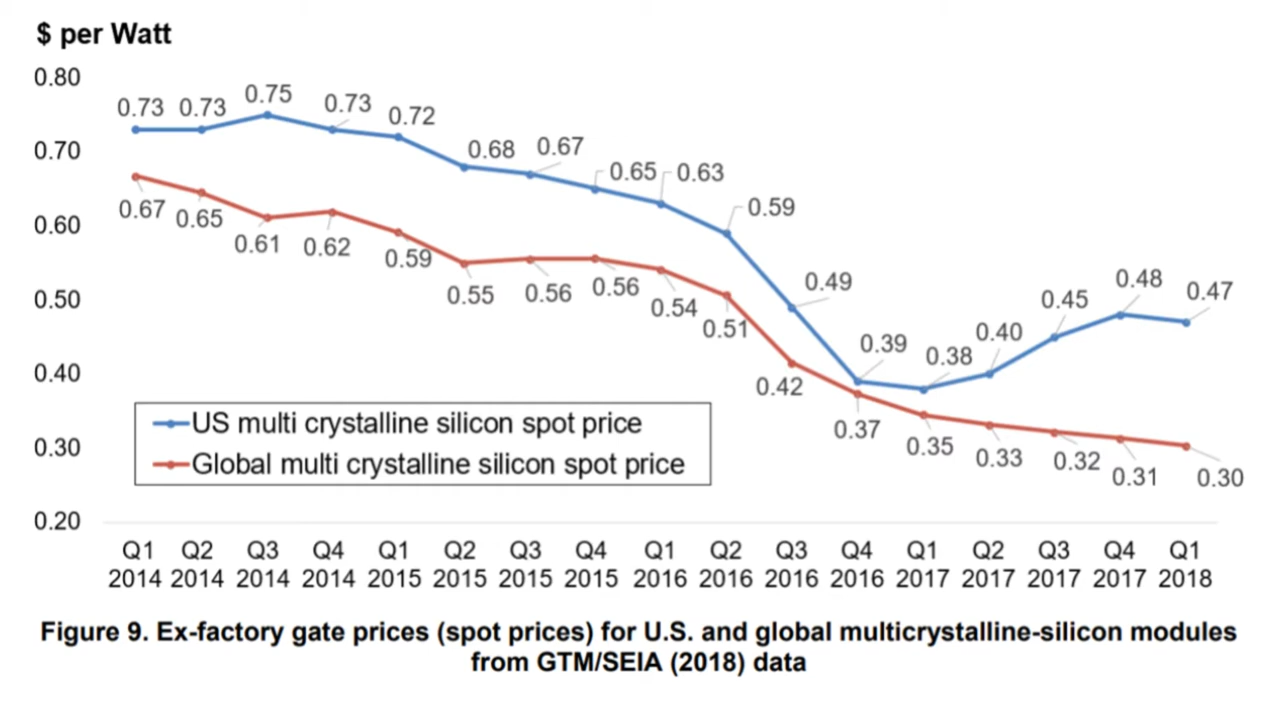 $ per Watt
0.80
0.70
0.60
0.50
0.40
0.30
0.20
0.73 0.73 0.75 0.73 0.72 0.68 0.67 0.65 0.63 0.59 0.49 0.39 0.38 0.40 0.45 0.48 0.47
0.67 0.65 0.61 0.62 0.59 0.55 0.56 0.56 0.54 0.51 0.42 0.37 0.35 0.33 0.32 0.31 0.30
US multi crystalline silicon spot price
Global multi crystalline silicon spot price
Q1 Q2 Q3 Q4 Q1 Q2 Q3 Q4 Q1 Q2 Q3 Q4 Q1 Q2 Q3 Q4 Q1
2014 2014 2014 2014 2015 2015 2015 2015 2016 2016 2016 2016 2017 2017 2017 2017 2018
Figure 9. Ex-factory gate prices (spot prices) for U.S. and global multicrystalline-silicon modules
from GTM/SEIA (2018) data